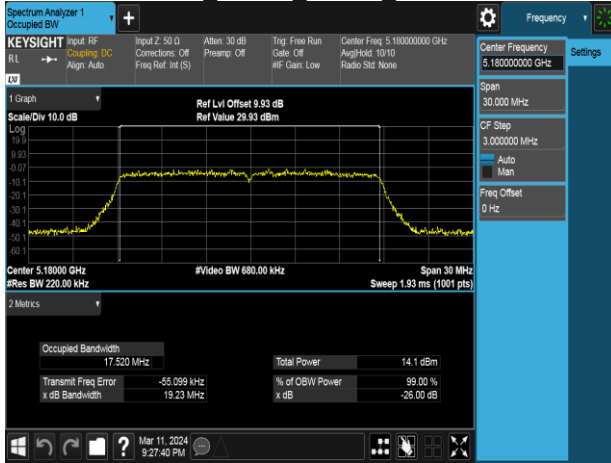 Spectrum Analyzer 1
Occupied BW
Frequency
KEYSIGHT
RL
Input: RF
Coupling: DC
Align: Auto
Input Z: 50 Ω
Corrections: Off
Freq Ref: Int (S)
Atten: 30 dB
Preamp: Off
Trig: Free Run
Gate: Off
#IF Gain: Low
Center Freq: 5.180000000 GHz
Avg|Hold: 10/10
Radio Std: None
LXI
1 Graph
Scale/Div 10.0 dB
Ref Lvl Offset 9.93 dB
Ref Value 29.93 dBm
Log
19.9
9.93
-0.07
-10.1
-20.1
-30.1
-40.1
-50.1
-60.1
Center 5.18000 GHz
#Res BW 220.00 kHz
#Video BW 680.00 kHz
Span 30 MHz
Sweep 1.93 ms (1001 pts)
2 Metrics
Occupied Bandwidth
17.520 MHz
Total Power 14.1 dBm
Transmit Freq Error -55.099 kHz
% of OBW Power 99.00 %
x dB Bandwidth 19.23 MHz
x dB -26.00 dB
Mar 11, 2024
9:27:40 PM
Center Frequency
5.180000000 GHz
Settings
Span
30.000 MHz
CF Step
3.000000 MHz
Auto
Man
Freq Offset
0 Hz